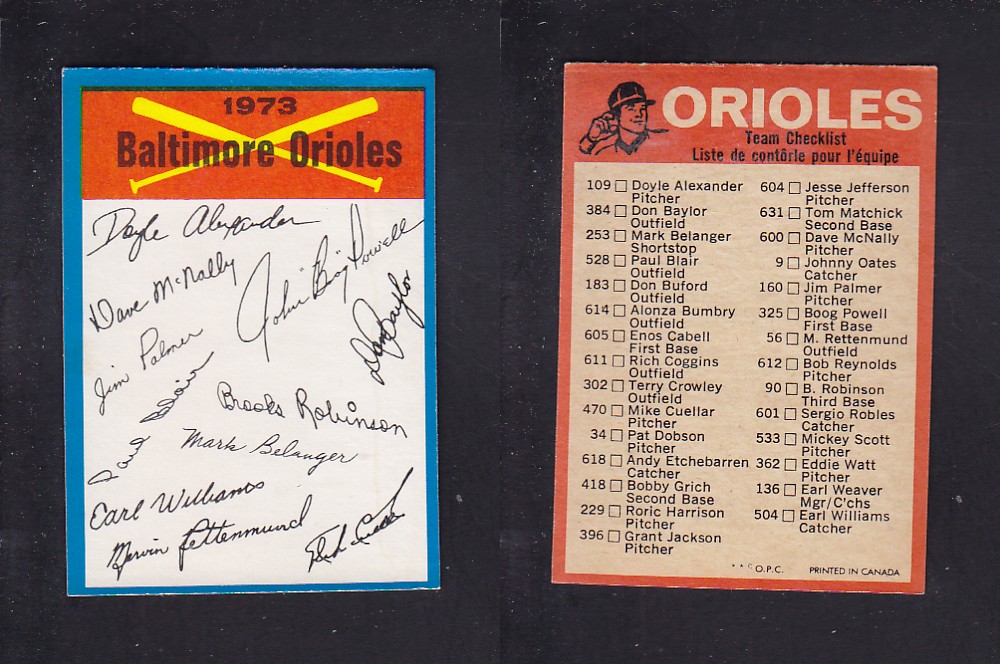 1973
Baltimore Orioles
Doyle Alexander
Dave McNally
John "Boog" Powell
Don Baylor
Jim Palmer
Paul Blair
Brooks Robinson
Mark Belanger
Earl Williams
Mervin Rettenmund
ORIOLES
Team Checklist
Liste de contôrle pour l'équipe
109 Doyle Alexander
Pitcher
384 Don Baylor
Outfield
253 Mark Belanger
Shortstop
528 Paul Blair
Outfield
183 Don Buford
Outfield
614 Alonza Bumbry
Outfield
605 Enos Cabell
First Base
611 Rich Coggins
Outfield
302 Terry Crowley
Outfield
470 Mike Cuellar
Pitcher
34 Pat Dobson
Pitcher
618 Andy Etchebarren
Catcher
418 Bobby Grich
Second Base
229 Roric Harrison
Pitcher
396 Grant Jackson
Pitcher
604 Jesse Jefferson
Pitcher
631 Tom Matchick
Second Base
600 Dave McNally
Pitcher
9 Johnny Oates
Catcher
160 Jim Palmer
Pitcher
325 Boog Powell
First Base
56 M. Rettenmund
Outfield
612 Bob Reynolds
Pitcher
90 B. Robinson
Third Base
601 Sergio Robles
Catcher
533 Mickey Scott
Pitcher
362 Eddie Watt
Pitcher
136 Earl Weaver
Mgr/C'chs
504 Earl Williams
Catcher
* * © O.P.C. PRINTED IN CANADA